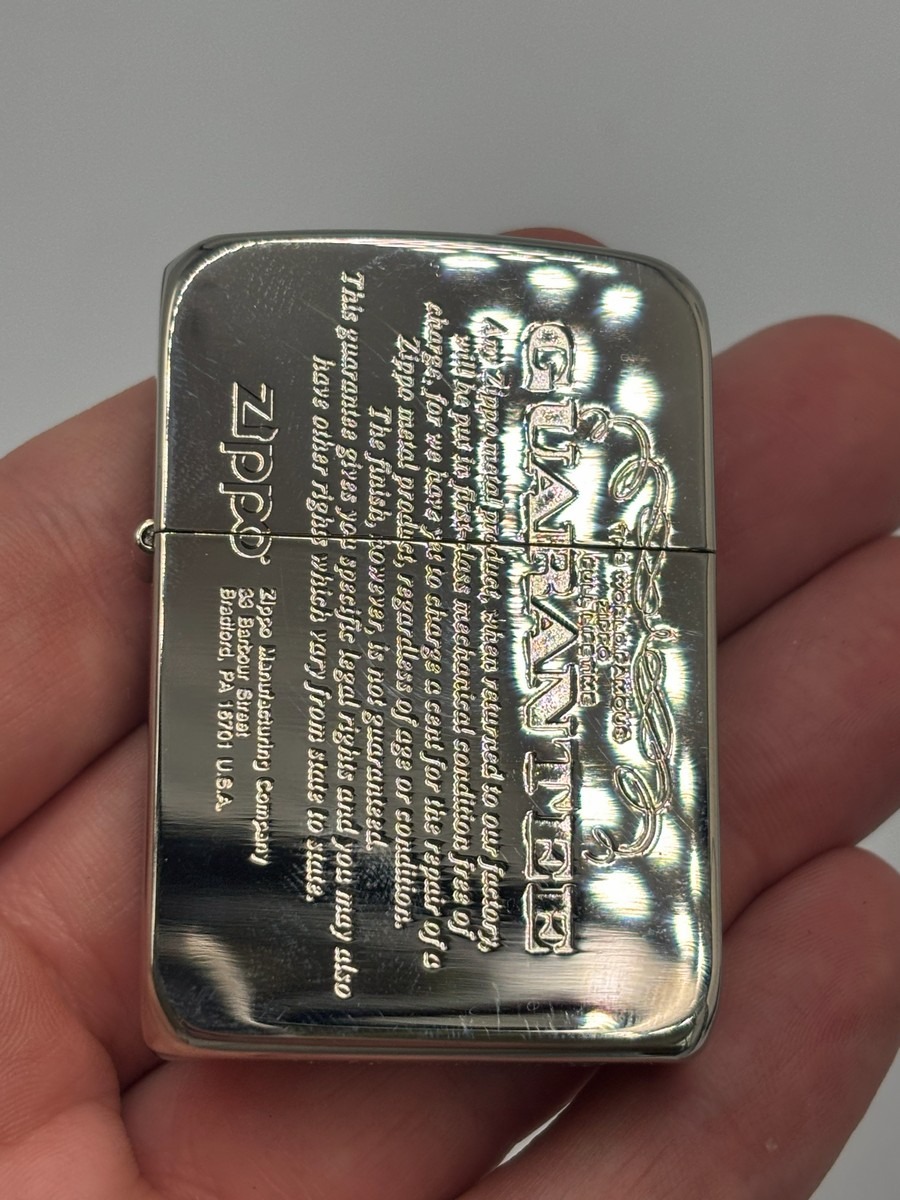 THE WORLD FAMOUS
ZIPPO
FULL LIFETIME
GUARANTEE
Any Zippo metal product, when returned to our factory,
will be put in first-class mechanical condition free of
charge, for we have yet to charge a cent for the repair of a
Zippo metal product, regardless of age or condition.
The finish, however, is not guaranteed.
This guarantee gives you specific legal rights and you may also
have other rights which vary from state to state.
Zippo
Zippo Manufacturing Company
33 Barbour Street
Bradford, PA 16701 U.S.A.